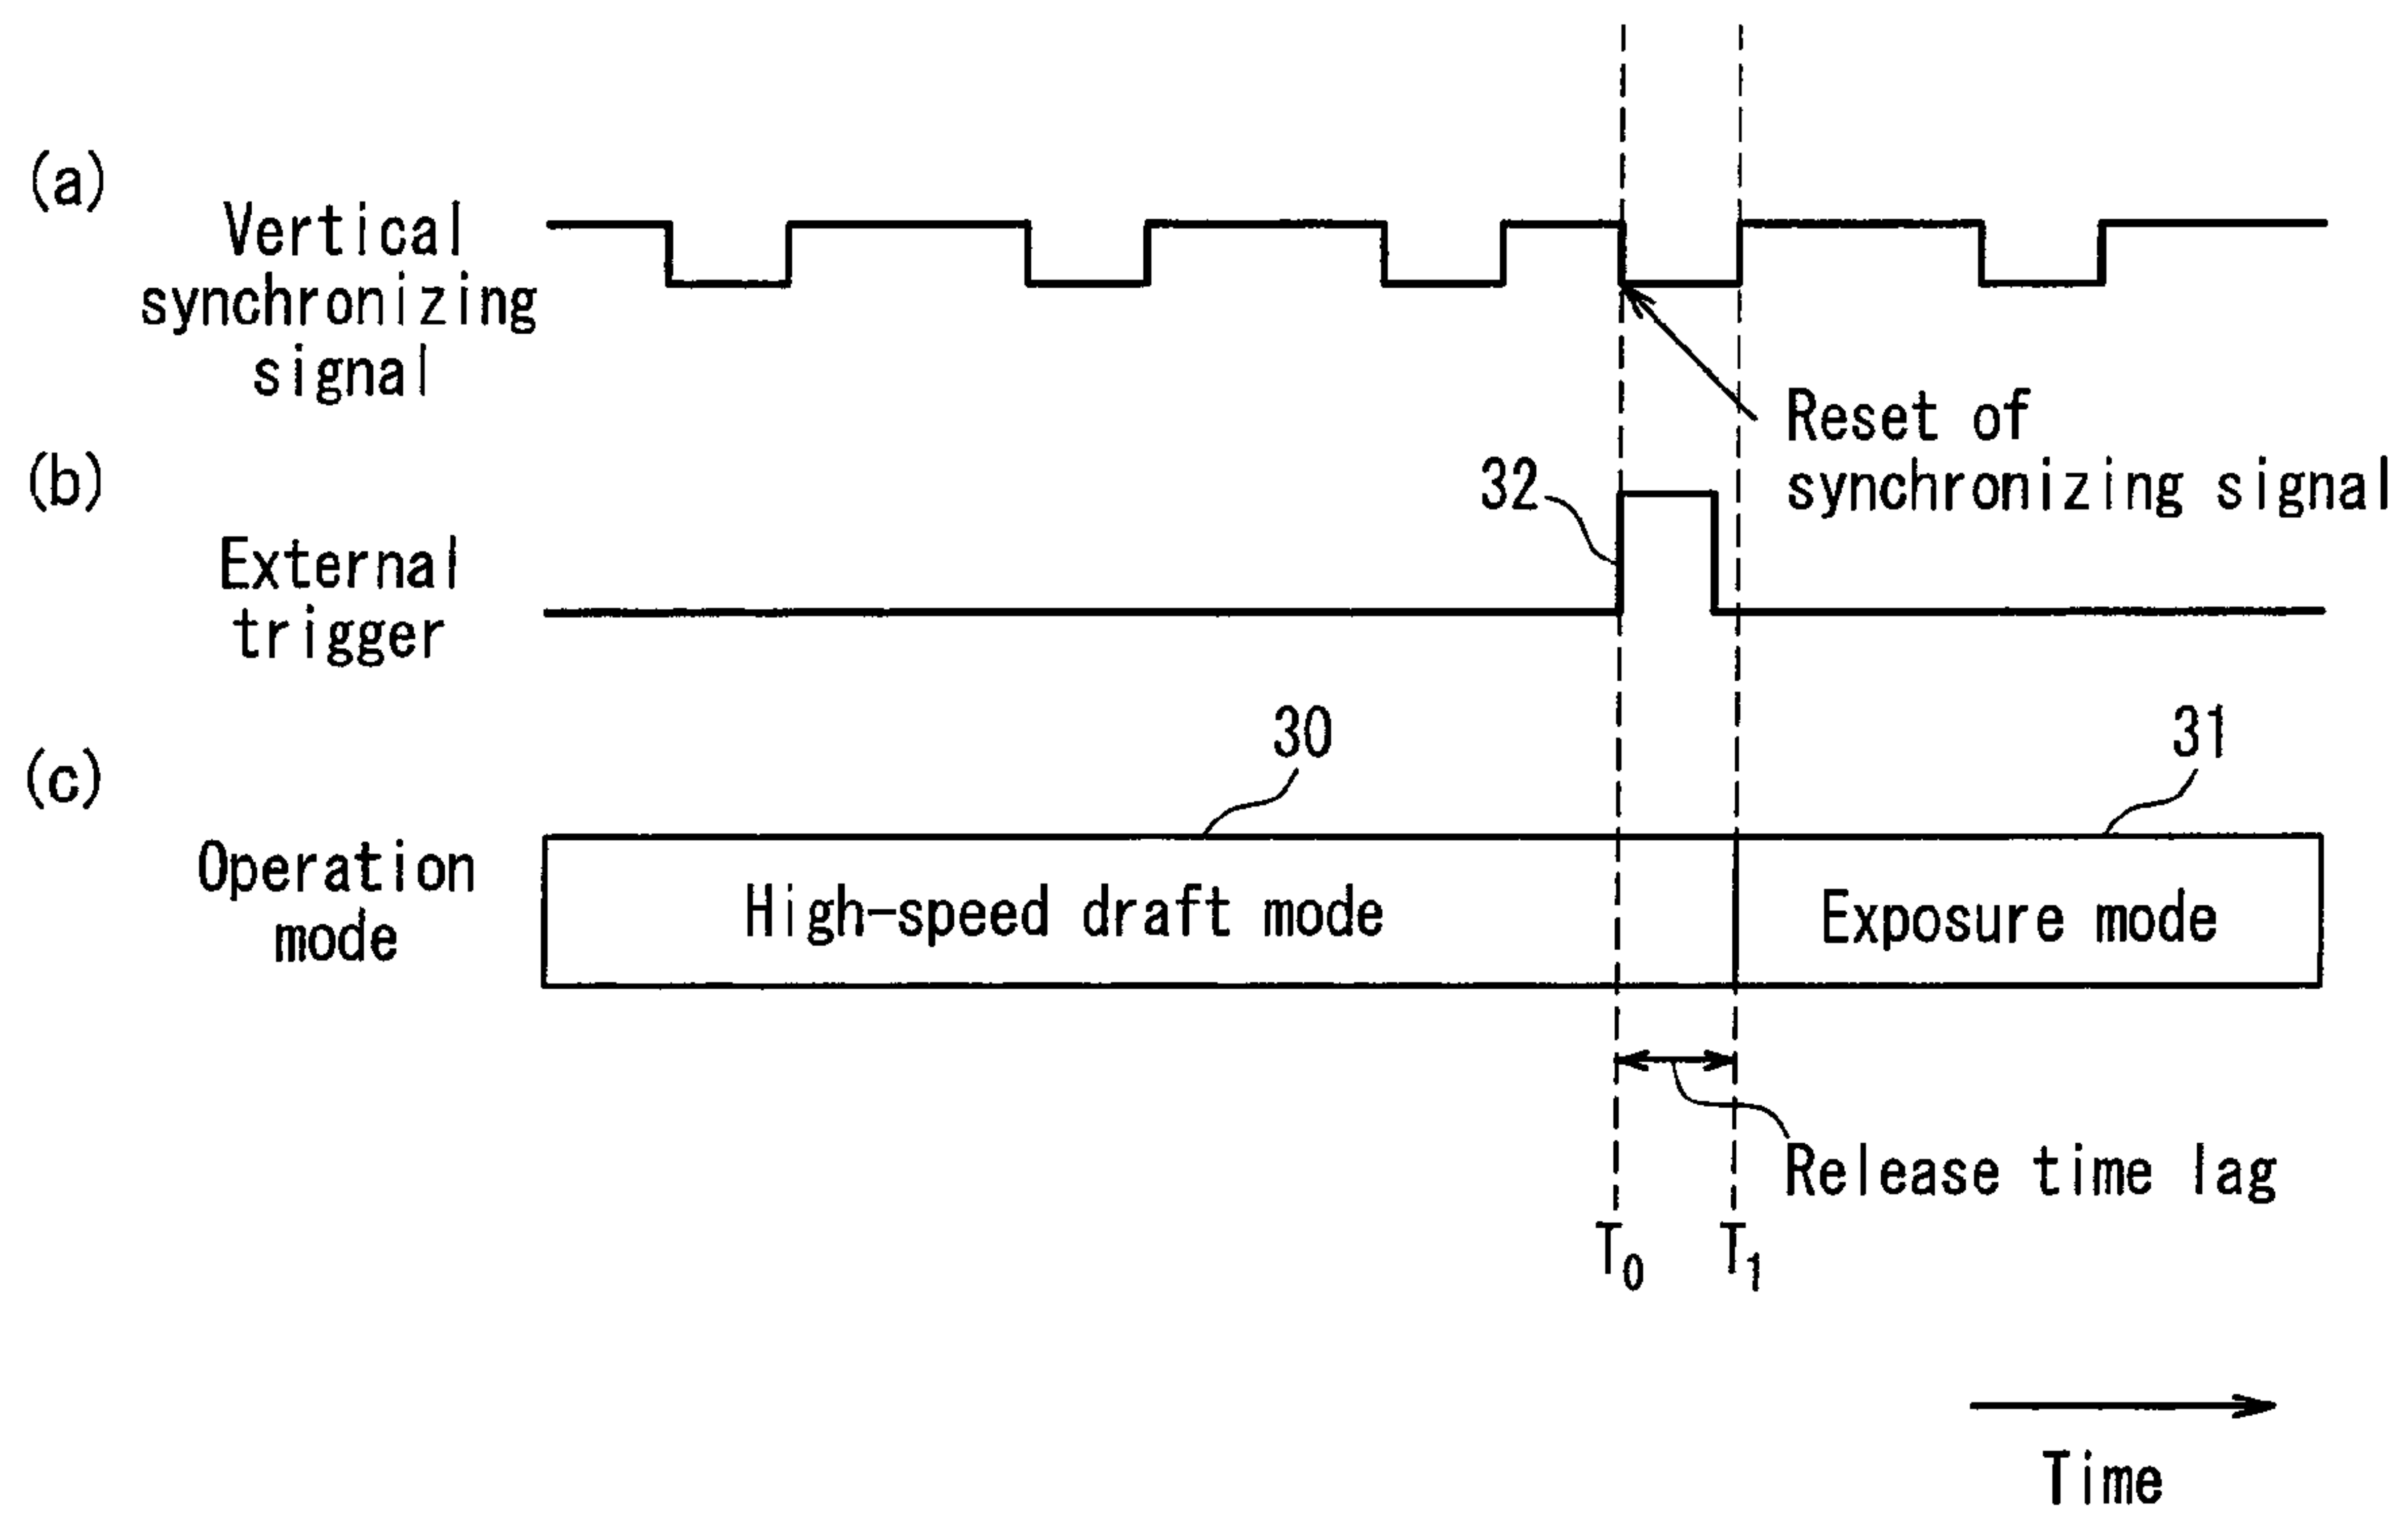 (a)
Vertical
synchronizing
signal
Reset of
synchronizing signal
(b)
32
External
trigger
30
31
(c)
Operation
mode
High-speed draft mode
Exposure mode
Release time lag
T0
T1
Time